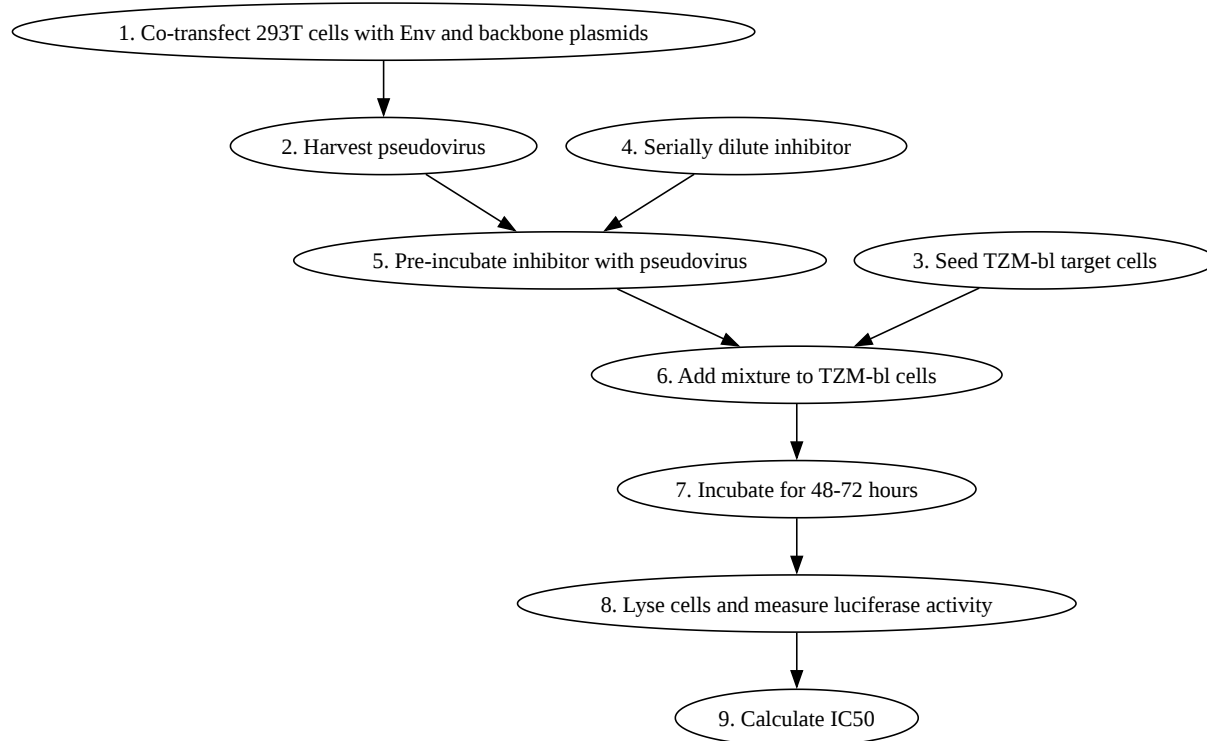 1. Co-transfect 293T cells with Env and backbone plasmids
2. Harvest pseudovirus
4. Serially dilute inhibitor
5. Pre-incubate inhibitor with pseudovirus
3. Seed TZM-bl target cells
6. Add mixture to TZM-bl cells
7. Incubate for 48-72 hours
8. Lyse cells and measure luciferase activity
9. Calculate IC50